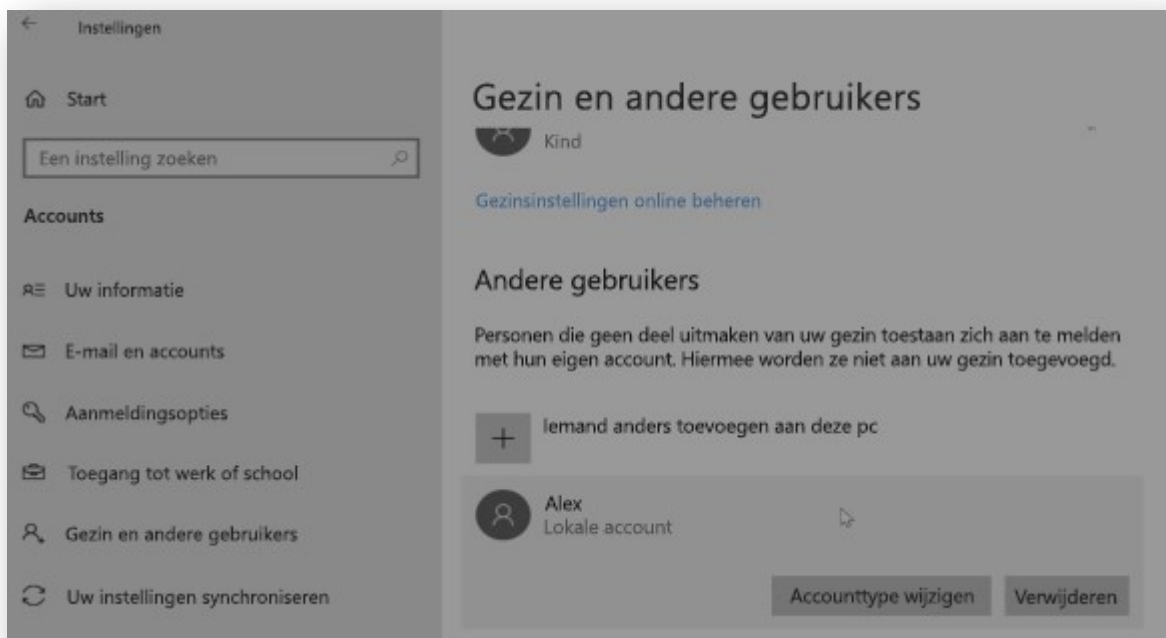 Instellingen
Start
Een instelling zoeken
Accounts
Uw informatie
E-mail en accounts
Aanmeldingsopties
Toegang tot werk of school
Gezin en andere gebruikers
Uw instellingen synchroniseren
Gezin en andere gebruikers
Kind
Gezinsinstellingen online beheren
Andere gebruikers
Personen die geen deel uitmaken van uw gezin toestaan zich aan te melden
met hun eigen account. Hiermee worden ze niet aan uw gezin toegevoegd.
Iemand anders toevoegen aan deze pc
Alex
Lokale account
Accounttype wijzigen Verwijderen